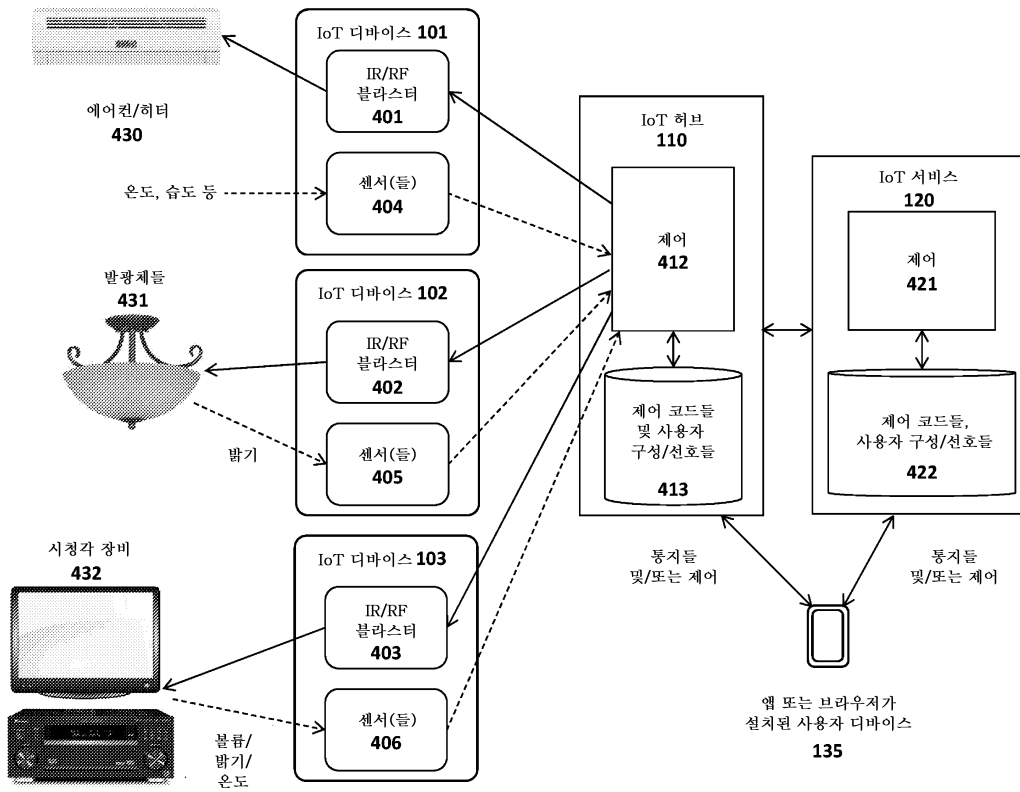 IoT 디바이스 101
IR/RF
블라스터
401
센서(들)
404
에어컨/히터
430
온도, 습도 등
발광체들
431
IoT 디바이스 102
IR/RF
블라스터
402
센서(들)
405
밝기
시청각 장비
432
IoT 디바이스 103
IR/RF
블라스터
403
센서(들)
406
볼륨/
밝기/
온도
IoT 허브
110
제어
412
제어 코드들
및 사용자
구성/선호들
413
IoT 서비스
120
제어
421
제어 코드들,
사용자 구성/선호들
422
통지들
및/또는 제어
통지들
및/또는 제어
앱 또는 브라우저가
설치된 사용자 디바이스
135